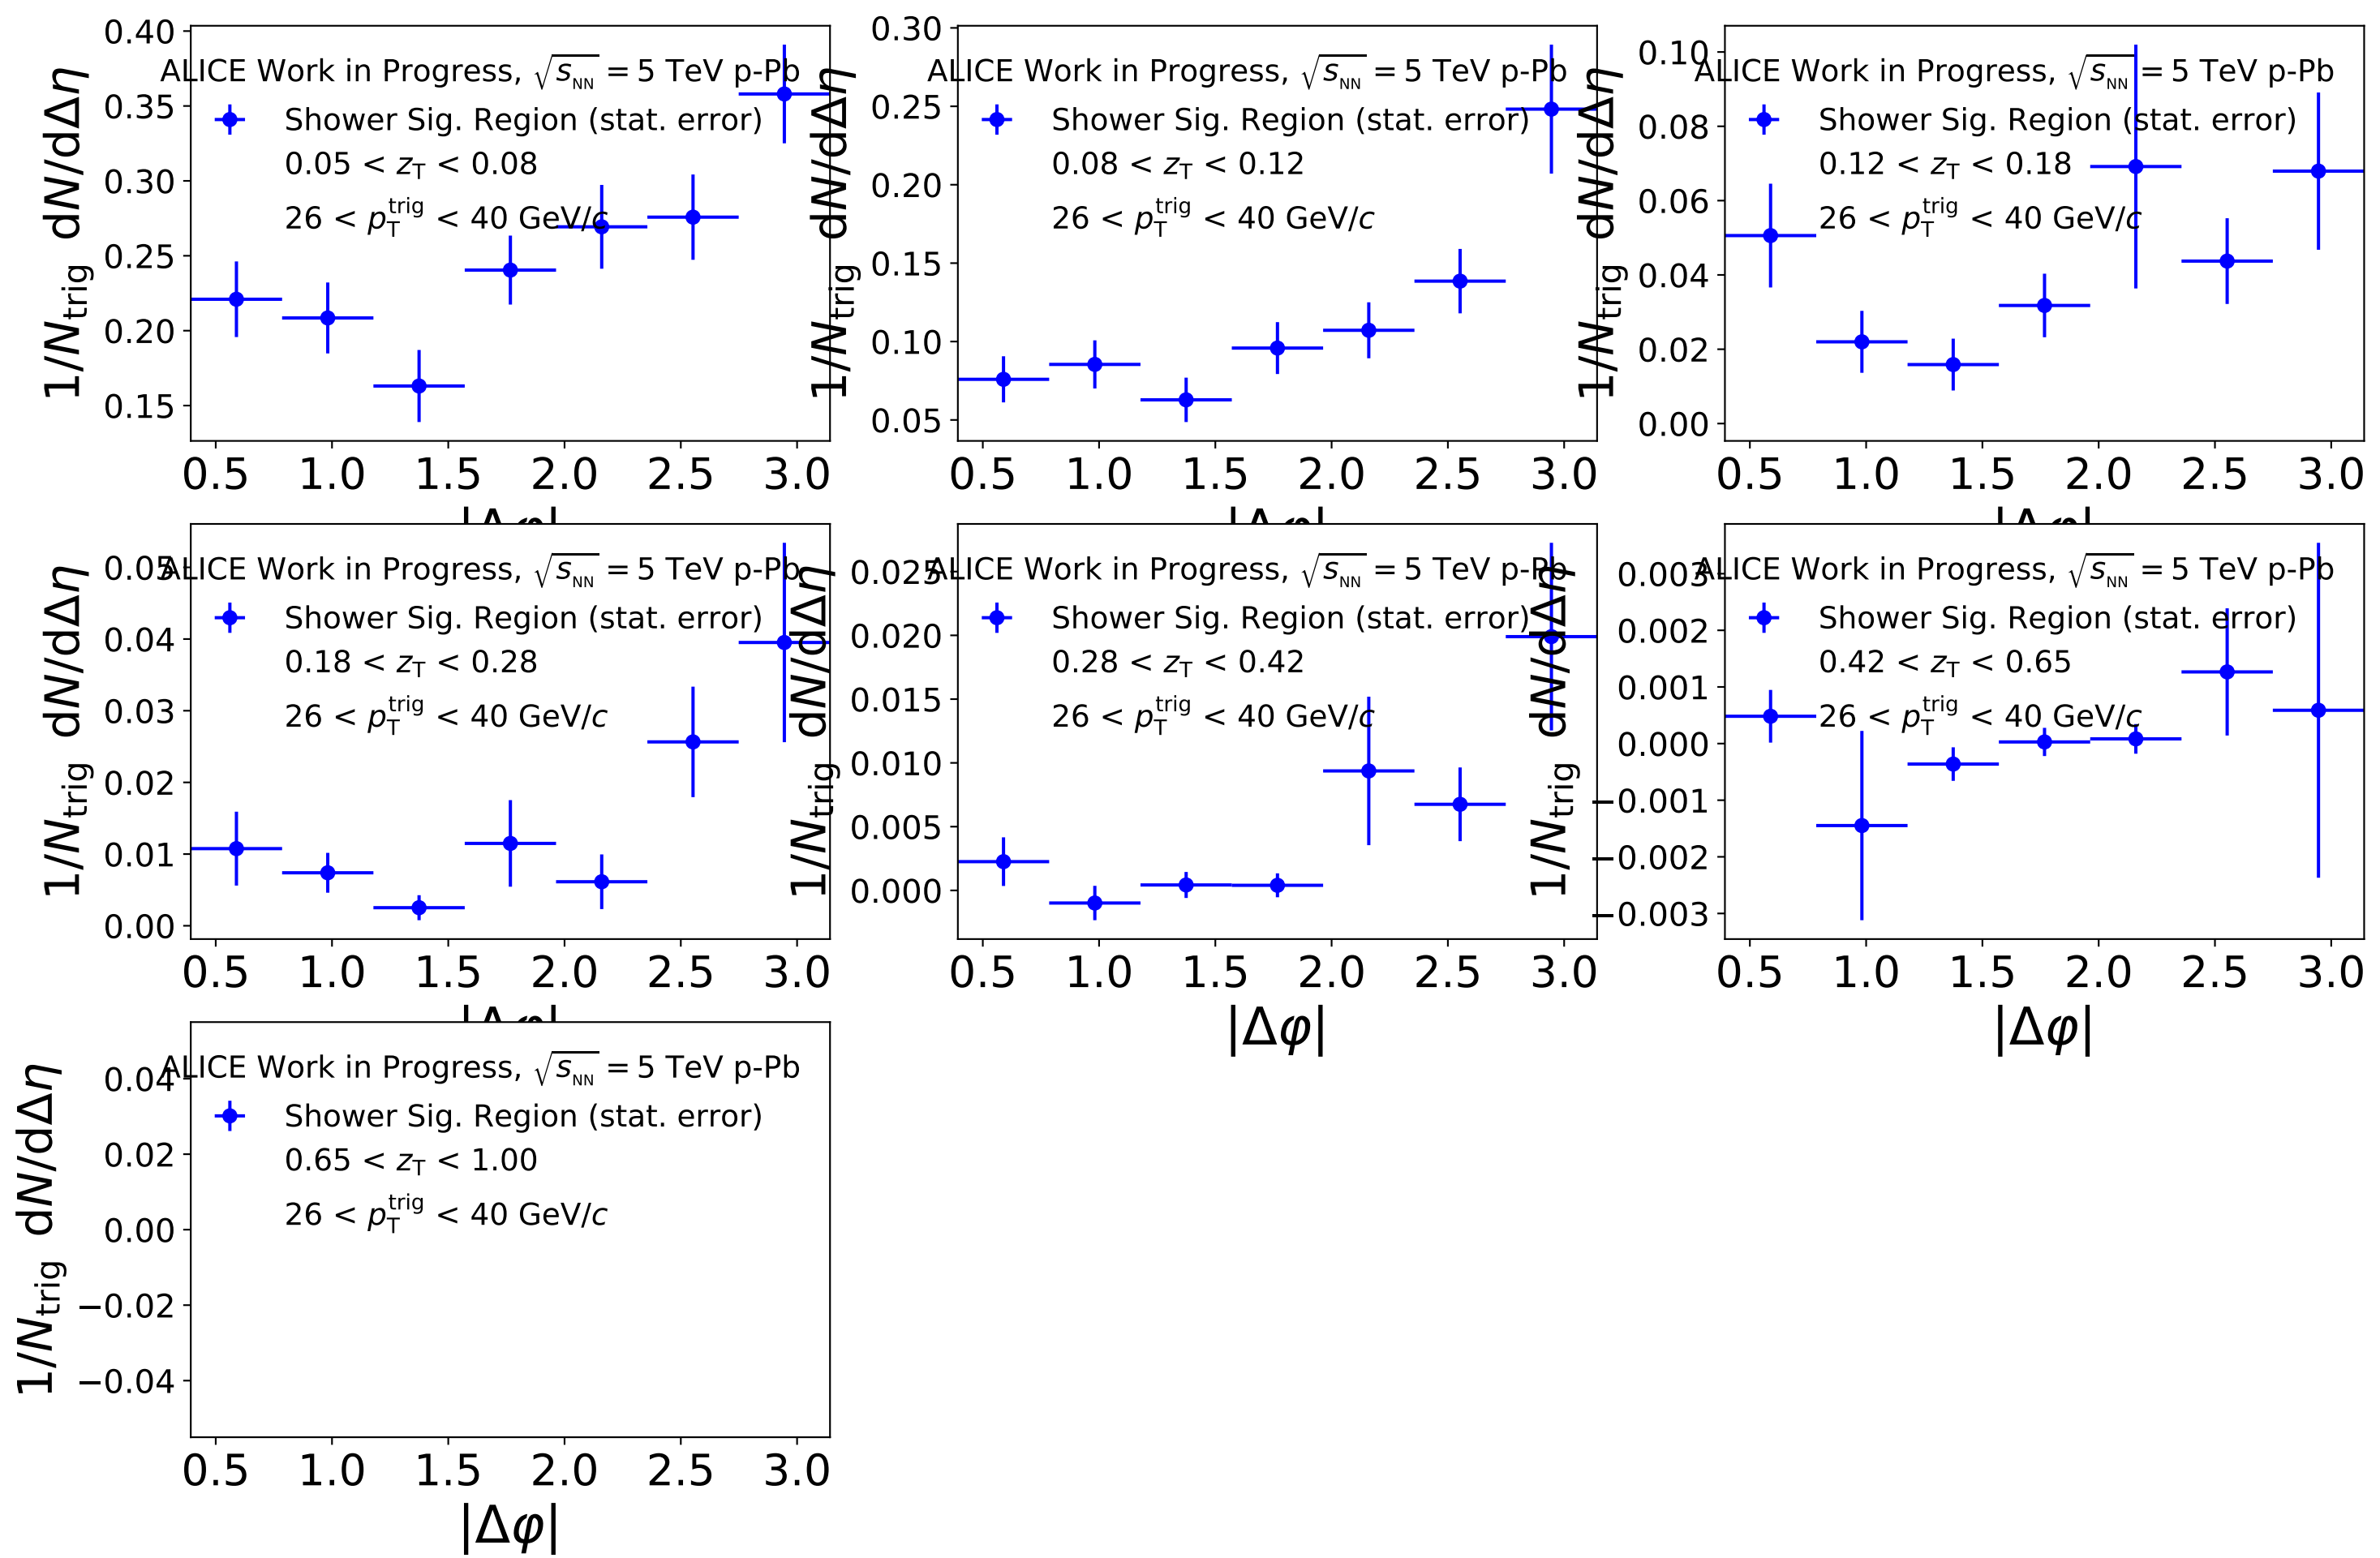 1/N_trig dN/dΔη
0.40
0.35
0.30
0.25
0.20
0.15
ALICE Work in Progress, √s_NN = 5 TeV p-Pb
Shower Sig. Region (stat. error)
0.05 < z_T < 0.08
26 < p_T^trig < 40 GeV/c
0.5 1.0 1.5 2.0 2.5 3.0
|Δφ|
1/N_trig dN/dΔη
0.30
0.25
0.20
0.15
0.10
0.05
ALICE Work in Progress, √s_NN = 5 TeV p-Pb
Shower Sig. Region (stat. error)
0.08 < z_T < 0.12
26 < p_T^trig < 40 GeV/c
0.5 1.0 1.5 2.0 2.5 3.0
|Δφ|
1/N_trig dN/dΔη
0.10
0.08
0.06
0.04
0.02
0.00
ALICE Work in Progress, √s_NN = 5 TeV p-Pb
Shower Sig. Region (stat. error)
0.12 < z_T < 0.18
26 < p_T^trig < 40 GeV/c
0.5 1.0 1.5 2.0 2.5 3.0
|Δφ|
1/N_trig dN/dΔη
0.05
0.04
0.03
0.02
0.01
0.00
ALICE Work in Progress, √s_NN = 5 TeV p-Pb
Shower Sig. Region (stat. error)
0.18 < z_T < 0.28
26 < p_T^trig < 40 GeV/c
0.5 1.0 1.5 2.0 2.5 3.0
|Δφ|
1/N_trig dN/dΔη
0.025
0.020
0.015
0.010
0.005
0.000
ALICE Work in Progress, √s_NN = 5 TeV p-Pb
Shower Sig. Region (stat. error)
0.28 < z_T < 0.42
26 < p_T^trig < 40 GeV/c
0.5 1.0 1.5 2.0 2.5 3.0
|Δφ|
1/N_trig dN/dΔη
0.003
0.002
0.001
0.000
−0.001
−0.002
−0.003
ALICE Work in Progress, √s_NN = 5 TeV p-Pb
Shower Sig. Region (stat. error)
0.42 < z_T < 0.65
26 < p_T^trig < 40 GeV/c
0.5 1.0 1.5 2.0 2.5 3.0
|Δφ|
1/N_trig dN/dΔη
0.04
0.02
0.00
−0.02
−0.04
ALICE Work in Progress, √s_NN = 5 TeV p-Pb
Shower Sig. Region (stat. error)
0.65 < z_T < 1.00
26 < p_T^trig < 40 GeV/c
0.5 1.0 1.5 2.0 2.5 3.0
|Δφ|